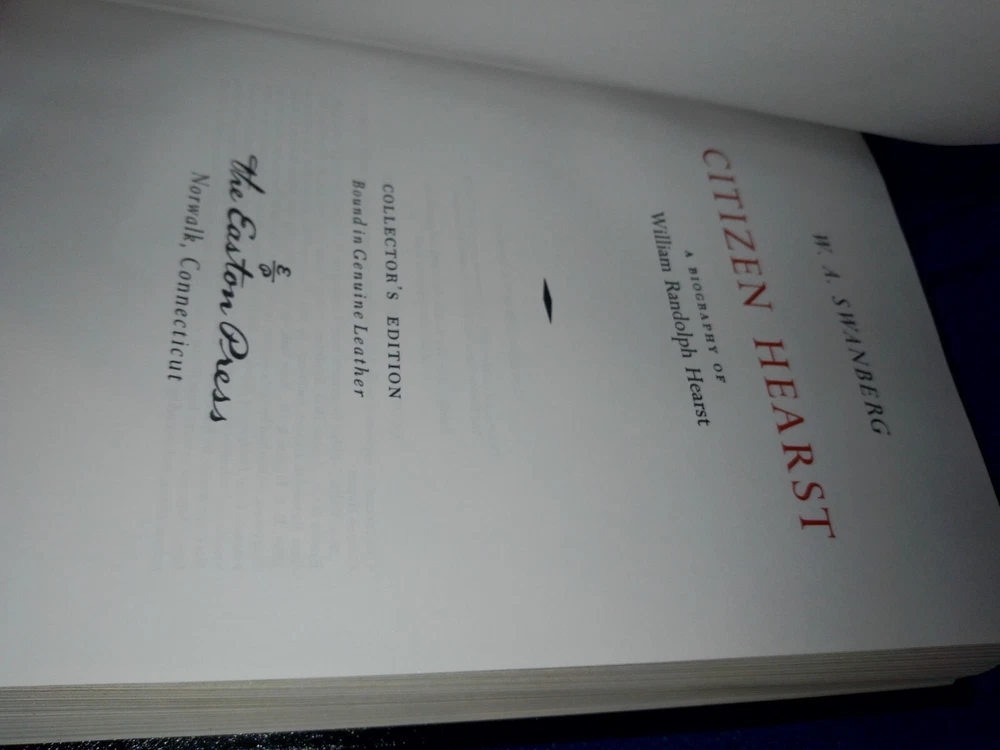 W. A. SWANBERG
CITIZEN HEARST
A BIOGRAPHY OF
William Randolph Hearst
COLLECTOR'S EDITION
Bound in Genuine Leather
EP
The Easton Press
Norwalk, Connecticut